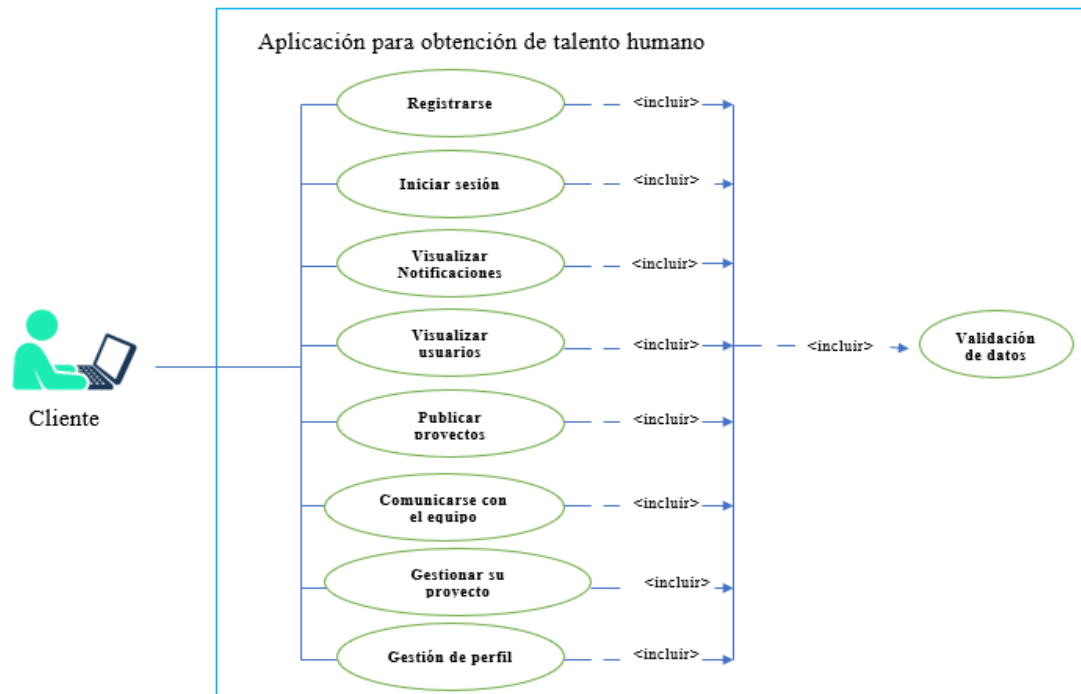 Aplicación para obtención de talento humano
Registrarse
<incluir>
Iniciar sesión
<incluir>
Visualizar
Notificaciones
<incluir>
Visualizar
usuarios
<incluir>
<incluir>
Validación
de datos
Cliente
Publicar
proyectos
<incluir>
Comunicarse con
el equipo
<incluir>
Gestionar su
proyecto
<incluir>
Gestión de perfil
<incluir>